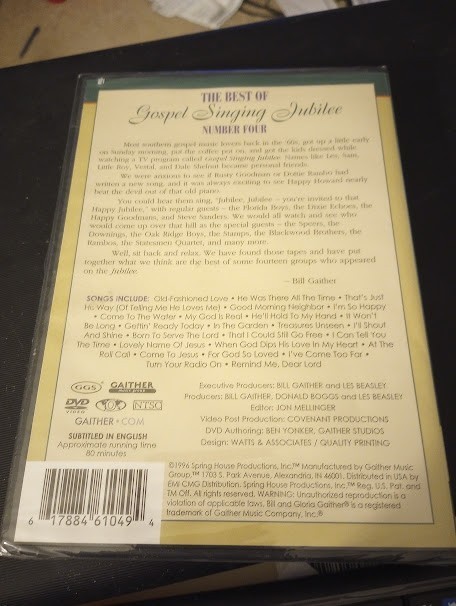 THE BEST OF
Gospel Singing Jubilee
NUMBER FOUR
Most southern gospel music lovers back in the '60s, got up a little early
on Sunday morning, put the coffee pot on, and got the kids dressed while
watching a TV program called Gospel Singing Jubilee. Names like Les, Sam,
Little Roy, Vestal, and Dale Shelnut became personal friends.
We were anxious to see if Rusty Goodman or Dottie Rambo had
written a new song, and it was always exciting to see Happy Howard nearly
beat the devil out of that old piano.
You could hear them sing, "Jubilee, Jubilee – you're invited to that
Happy Jubilee," with regular guests – the Florida Boys, the Dixie Echoes, the
Happy Goodmans, and Steve Sanders. We would all watch and see who
would come up over that hill as the special guests – the Speers, the
Downings, the Oak Ridge Boys, the Stamps, the Blackwood Brothers, the
Rambos, the Statesmen Quartet, and many more.
Well, sit back and relax. We have found those tapes and have put
together what we think are the best of some fourteen groups who appeared
on the Jubilee.
– Bill Gaither
SONGS INCLUDE: Old-Fashioned Love • He Was There All The Time • That's Just
His Way (Of Telling Me He Loves Me) • Good Morning Neighbor • I'm So Happy
• Come To The Water • My God Is Real • He'll Hold To My Hand • It Won't
Be Long • Gettin' Ready Today • In The Garden • Treasures Unseen • I'll Shout
And Shine • Born To Serve The Lord • That I Could Still Go Free • I Can Tell You
The Time • Lovely Name Of Jesus • When God Dips His Love In My Heart • At The
Roll Call • Come To Jesus • For God So Loved • I've Come Too Far •
Turn Your Radio On • Remind Me, Dear Lord
GGS
GAITHER
DVD
VIDEO
NTSC
GAITHER•COM
SUBTITLED IN ENGLISH
Approximate running time
80 minutes
Executive Producers: BILL GAITHER and LES BEASLEY
Producers: BILL GAITHER, DONALD BOGGS and LES BEASLEY
Editor: JON MELLINGER
Video Post Production: COVENANT PRODUCTIONS
DVD Authoring: BEN YONKER, GAITHER STUDIOS
Design: WATTS & ASSOCIATES / QUALITY PRINTING
©1996 Spring House Productions, Inc.™ Manufactured by Gaither Music
Group.™ 1703 S. Park Avenue, Alexandria, IN 46001. Distributed in USA by
EMI CMG Distribution. Spring House Productions, Inc.™ Reg. U.S. Pat. and
TM Off. All rights reserved. WARNING: Unauthorized reproduction is a
violation of applicable laws. Bill and Gloria Gaither® is a registered
trademark of Gaither Music Company, Inc.®
6 17884 61049 4